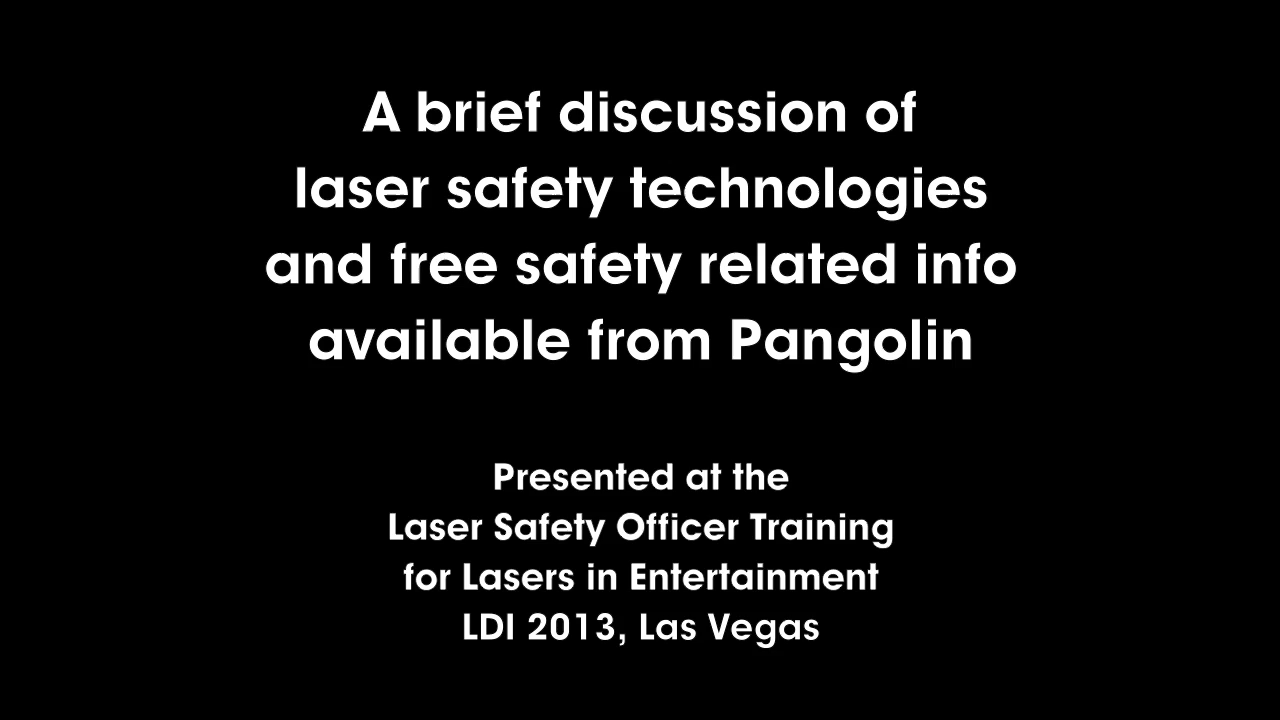 A brief discussion of
laser safety technologies
and free safety related info
available from Pangolin
Presented at the
Laser Safety Officer Training
for Lasers in Entertainment
LDI 2013, Las Vegas